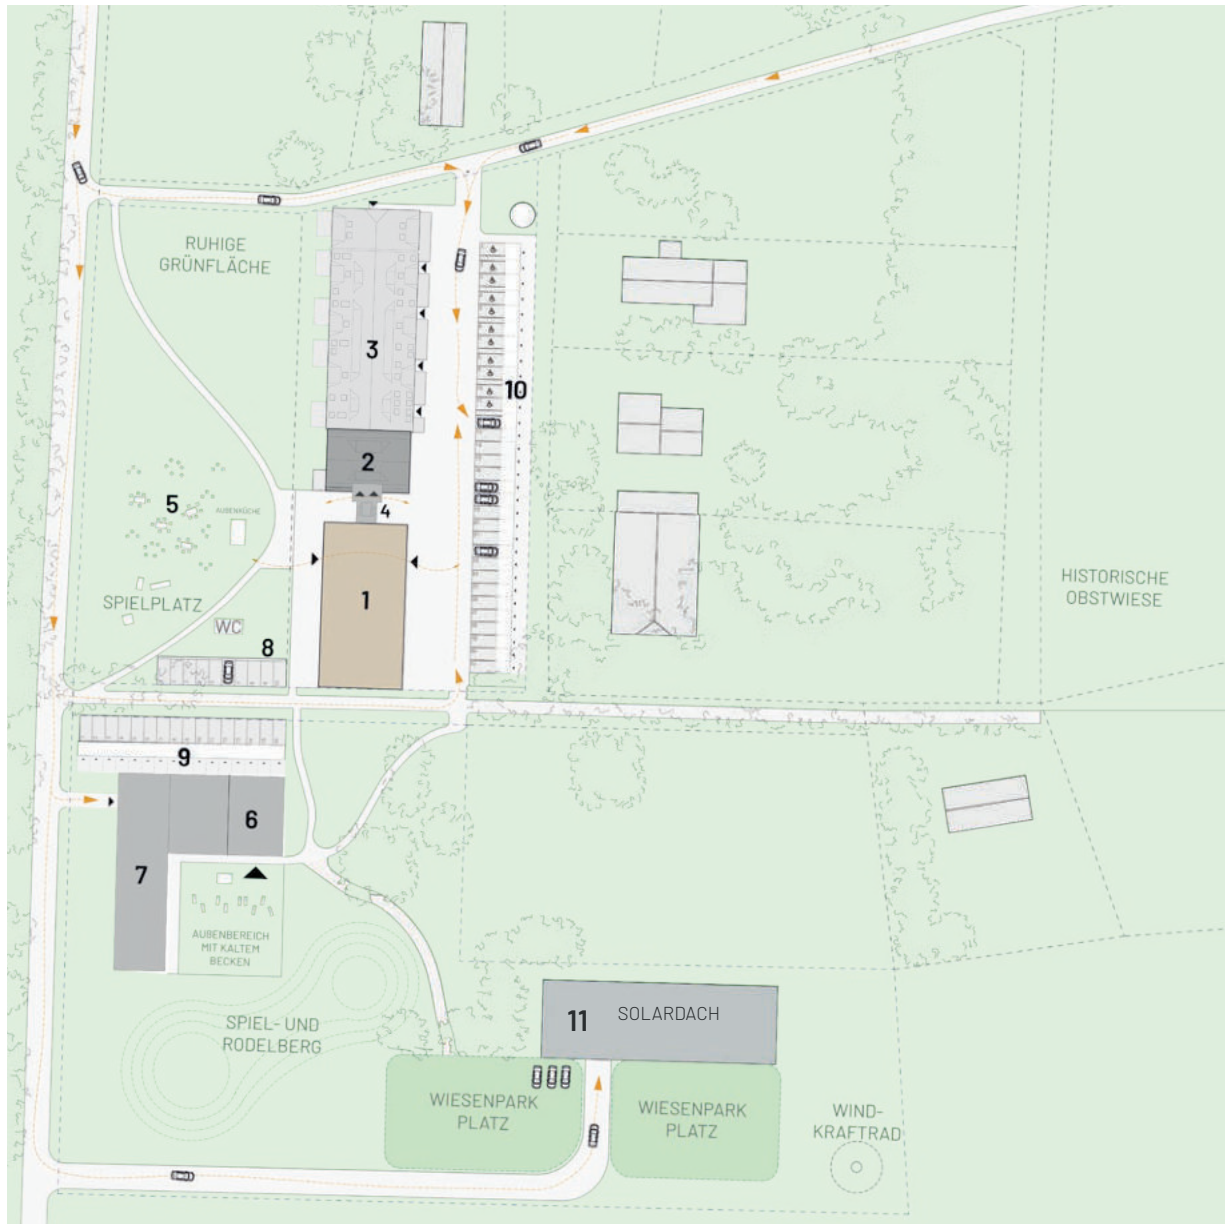 RUHIGE
GRÜNFLÄCHE
3
10
2
5
AUßENKÜCHE
4
1
HISTORISCHE
OBSTWIESE
SPIELPLATZ
WC
8
9
6
7
AUßENBEREICH
MIT KALTEM
BECKEN
SPIEL- UND
RODELBERG
11 SOLARDACH
WIESENPARK
PLATZ
WIESENPARK
PLATZ
WIND-
KRAFTRAD